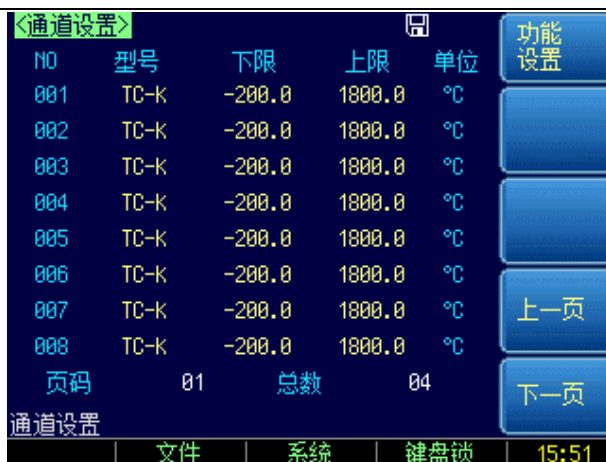 <通道设置>
功能设置
NO 型号 下限 上限 单位
001 TC-K -200.0 1800.0 °C
002 TC-K -200.0 1800.0 °C
003 TC-K -200.0 1800.0 °C
004 TC-K -200.0 1800.0 °C
005 TC-K -200.0 1800.0 °C
006 TC-K -200.0 1800.0 °C
007 TC-K -200.0 1800.0 °C
上一页
008 TC-K -200.0 1800.0 °C
页码 01 总数 04
下一页
通道设置
文件 系统 键盘锁 15:51